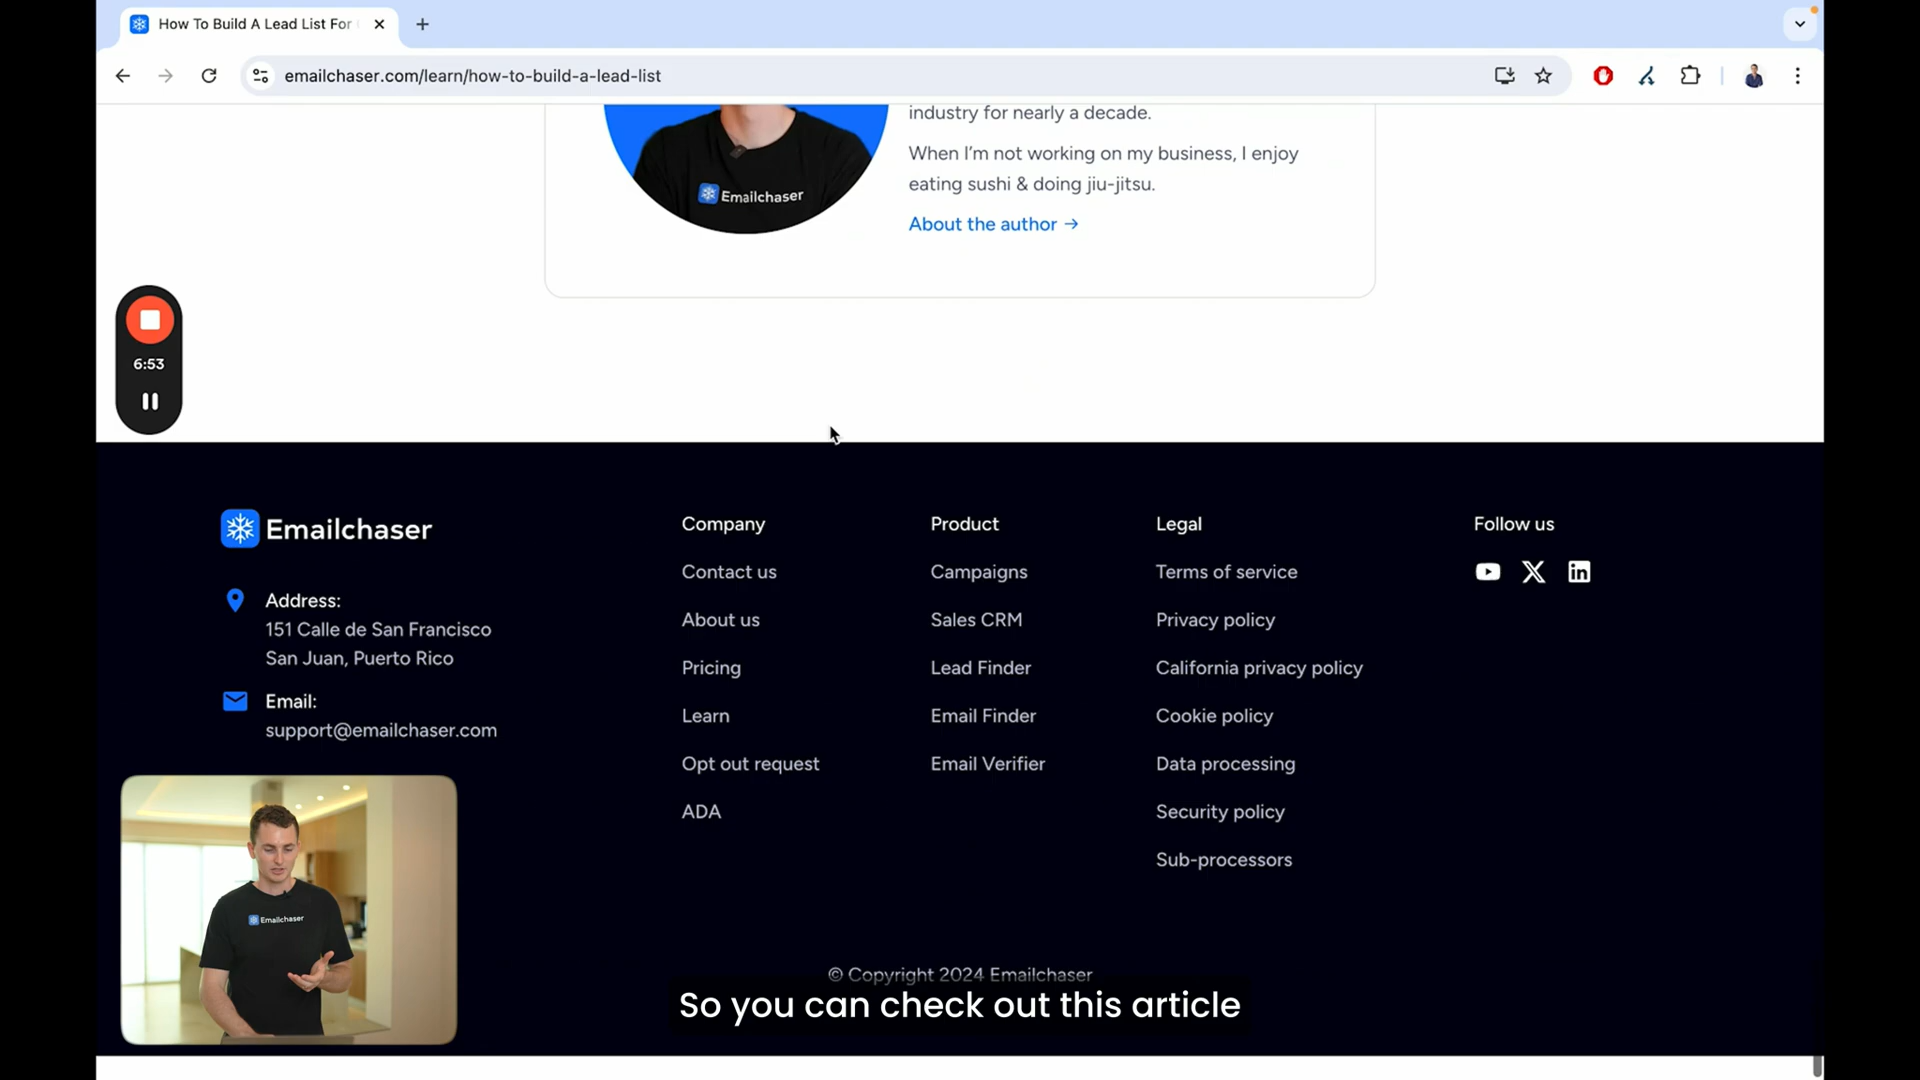 How To Build A Lead List For
emailchaser.com/learn/how-to-build-a-lead-list
industry for nearly a decade.
When I'm not working on my business, I enjoy
eating sushi & doing jiu-jitsu.
About the author →
Emailchaser
6:53
Emailchaser
Address:
151 Calle de San Francisco
San Juan, Puerto Rico
Email:
support@emailchaser.com
Company
Contact us
About us
Pricing
Learn
Opt out request
ADA
Product
Campaigns
Sales CRM
Lead Finder
Email Finder
Email Verifier
Legal
Terms of service
Privacy policy
California privacy policy
Cookie policy
Data processing
Security policy
Sub-processors
Follow us
Emailchaser
© Copyright 2024 Emailchaser
So you can check out this article